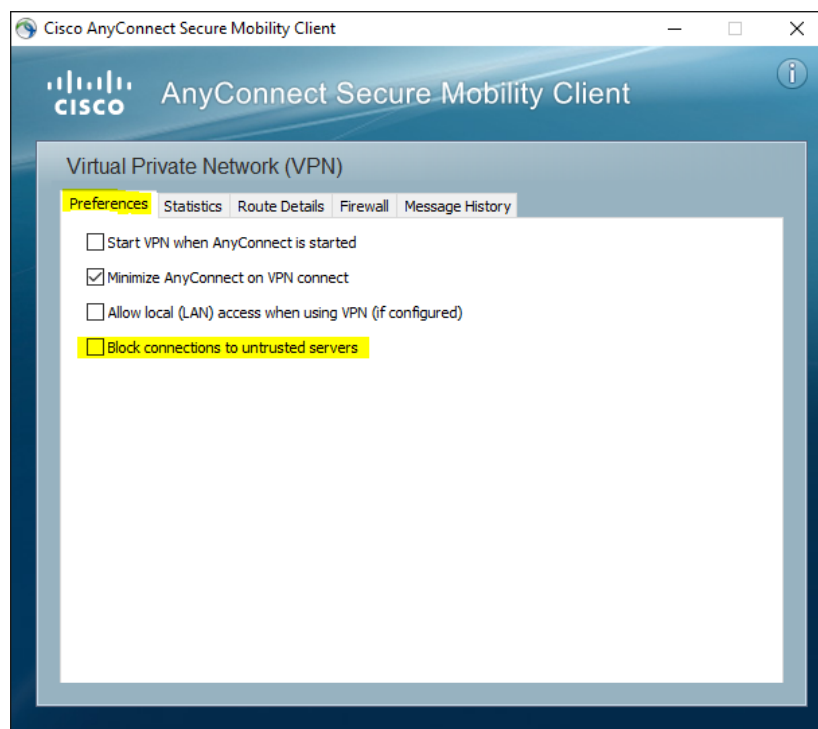 Cisco AnyConnect Secure Mobility Client
CISCO AnyConnect Secure Mobility Client
Virtual Private Network (VPN)
Preferences Statistics Route Details Firewall Message History
Start VPN when AnyConnect is started
Minimize AnyConnect on VPN connect
Allow local (LAN) access when using VPN (if configured)
Block connections to untrusted servers